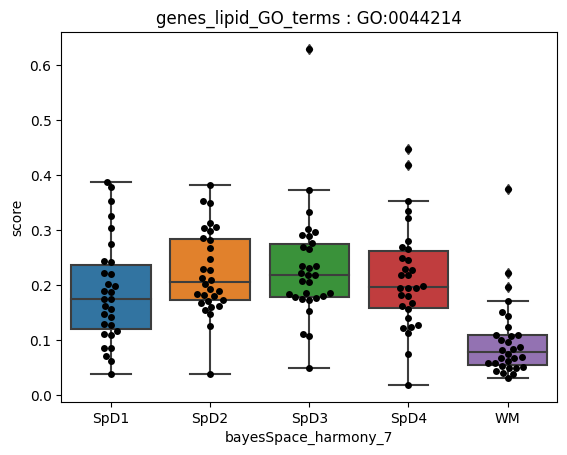 genes_lipid_GO_terms : GO:0044214
score
0.6
0.5
0.4
0.3
0.2
0.1
0.0
SpD1 SpD2 SpD3 SpD4 WM
bayesSpace_harmony_7